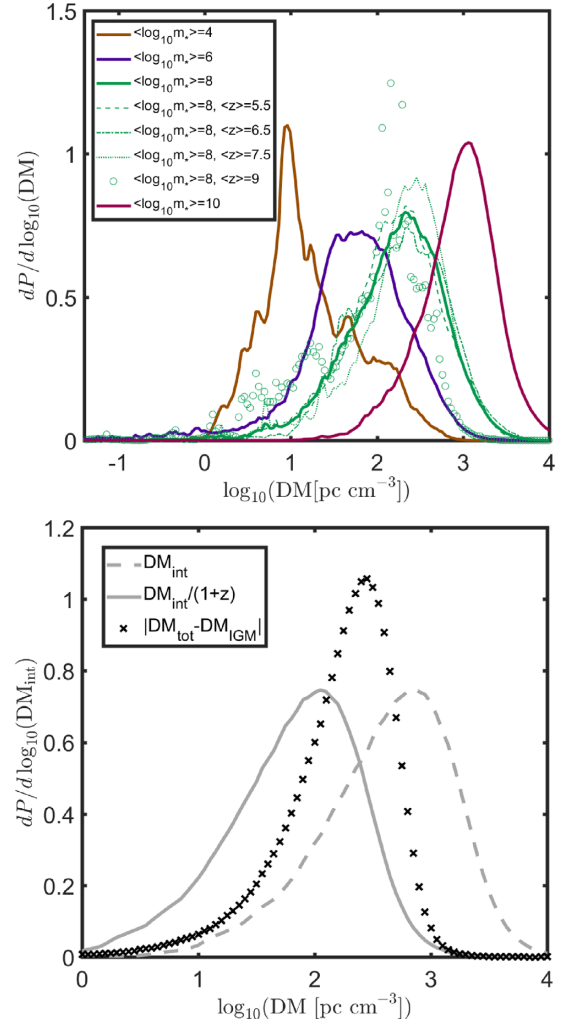 1.5
1
0.5
0
dP/d log₁₀(DM)
<log₁₀m⁎>=4
<log₁₀m⁎>=6
<log₁₀m⁎>=8
<log₁₀m⁎>=8, <z>=5.5
<log₁₀m⁎>=8, <z>=6.5
<log₁₀m⁎>=8, <z>=7.5
<log₁₀m⁎>=8, <z>=9
<log₁₀m⁎>=10
-1 0 1 2 3 4
log₁₀(DM[pc cm⁻³])
1.2
1
0.8
0.6
0.4
0.2
0
dP/d log₁₀(DMᵢₙₜ)
DMᵢₙₜ
DMᵢₙₜ/(1+z)
|DM_tot-DM_IGM|
0 1 2 3 4
log₁₀(DM [pc cm⁻³])